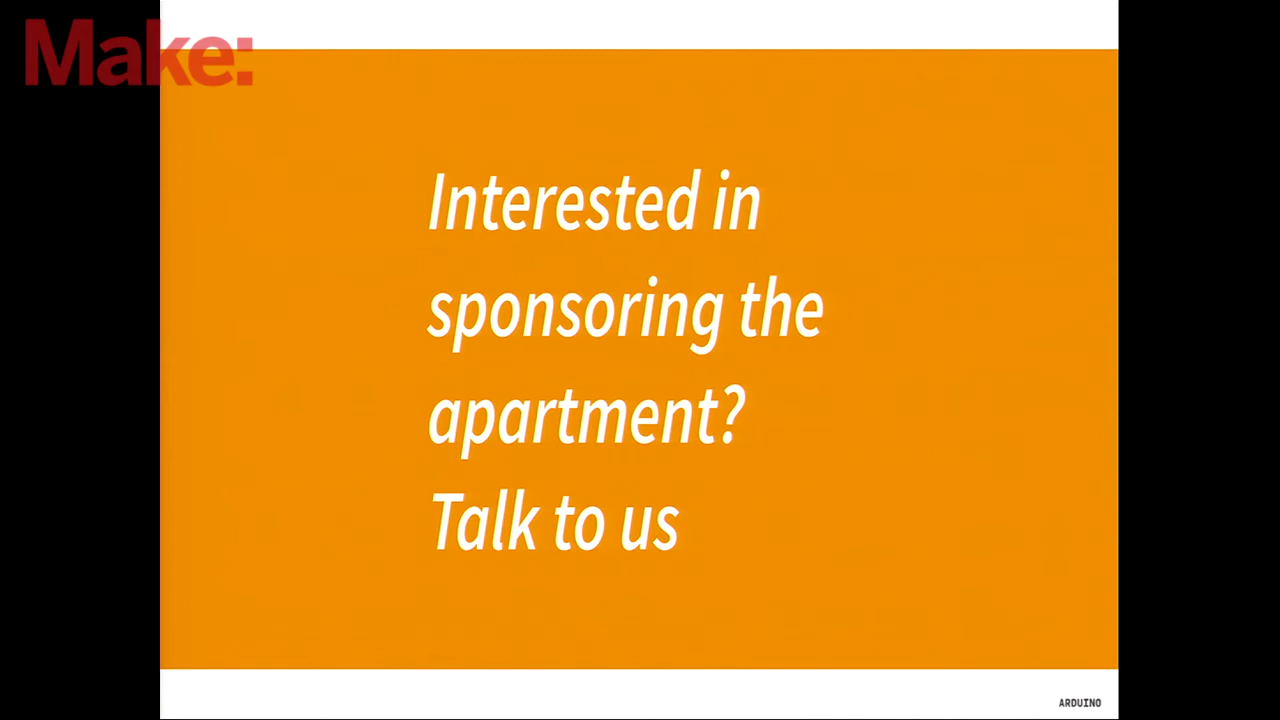 Make:
Interested in
sponsoring the
apartment?
Talk to us
ARDUINO